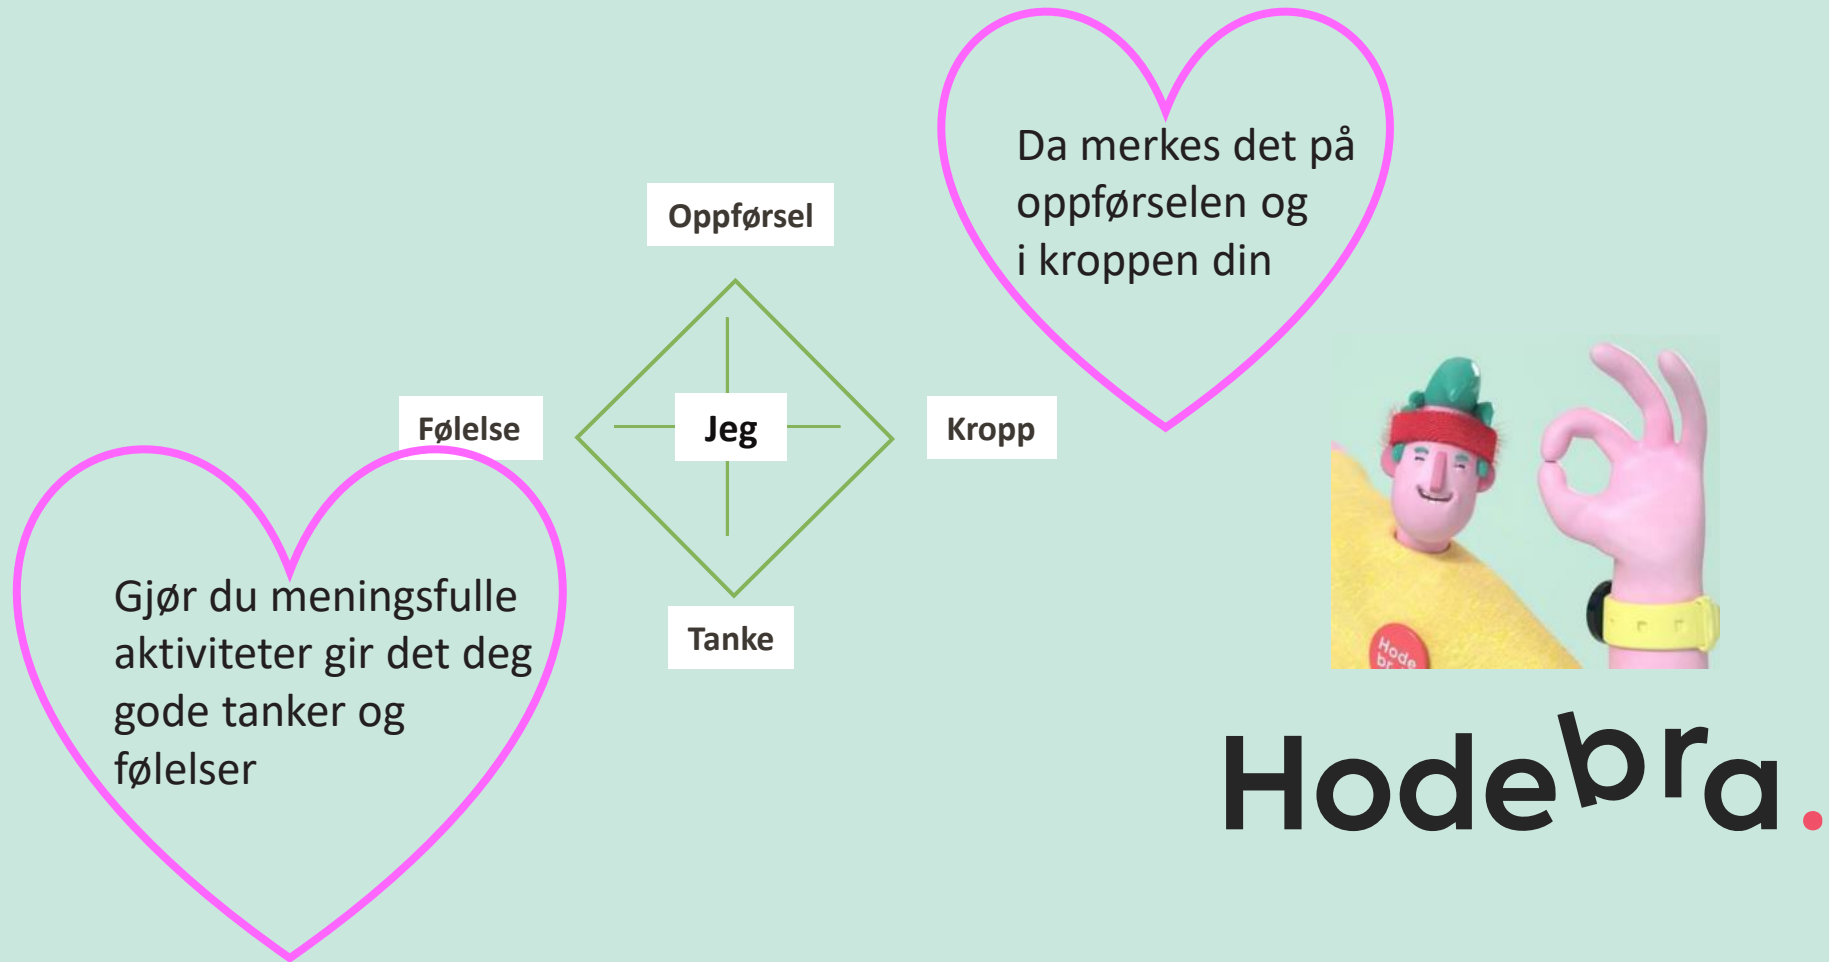 Da merkes det på
oppførselen og
i kroppen din
Oppførsel
Følelse
Jeg
Kropp
Tanke
Gjør du meningsfulle
aktiviteter gir det deg
gode tanker og
følelser
Hode
Hodebra.